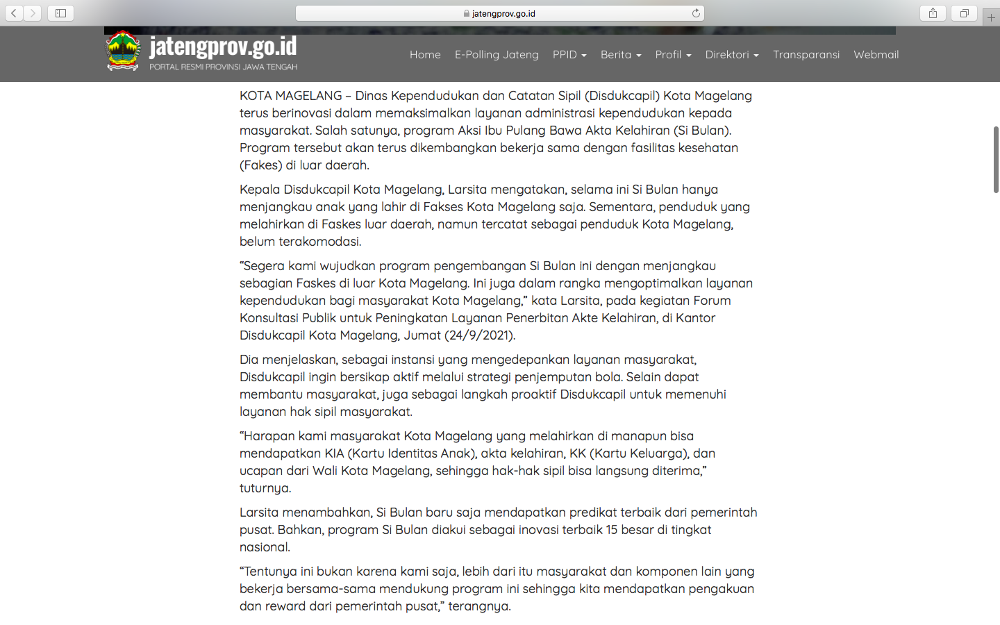 jatengprov.go.id
jatengprov.go.id
PORTAL RESMI PROVINSI JAWA TENGAH
Home E-Polling Jateng PPID Berita Profil Direktori Transparansi Webmail
KOTA MAGELANG – Dinas Kependudukan dan Catatan Sipil (Disdukcapil) Kota Magelang
terus berinovasi dalam memaksimalkan layanan administrasi kependudukan kepada
masyarakat. Salah satunya, program Aksi Ibu Pulang Bawa Akta Kelahiran (Si Bulan).
Program tersebut akan terus dikembangkan bekerja sama dengan fasilitas kesehatan
(Fakes) di luar daerah.
Kepala Disdukcapil Kota Magelang, Larsita mengatakan, selama ini Si Bulan hanya
menjangkau anak yang lahir di Fakses Kota Magelang saja. Sementara, penduduk yang
melahirkan di Faskes luar daerah, namun tercatat sebagai penduduk Kota Magelang,
belum terakomodasi.
“Segera kami wujudkan program pengembangan Si Bulan ini dengan menjangkau
sebagian Faskes di luar Kota Magelang. Ini juga dalam rangka mengoptimalkan layanan
kependudukan bagi masyarakat Kota Magelang,” kata Larsita, pada kegiatan Forum
Konsultasi Publik untuk Peningkatan Layanan Penerbitan Akte Kelahiran, di Kantor
Disdukcapil Kota Magelang, Jumat (24/9/2021).
Dia menjelaskan, sebagai instansi yang mengedepankan layanan masyarakat,
Disdukcapil ingin bersikap aktif melalui strategi penjemputan bola. Selain dapat
membantu masyarakat, juga sebagai langkah proaktif Disdukcapil untuk memenuhi
layanan hak sipil masyarakat.
“Harapan kami masyarakat Kota Magelang yang melahirkan di manapun bisa
mendapatkan KIA (Kartu Identitas Anak), akta kelahiran, KK (Kartu Keluarga), dan
ucapan dari Wali Kota Magelang, sehingga hak-hak sipil bisa langsung diterima,”
tuturnya.
Larsita menambahkan, Si Bulan baru saja mendapatkan predikat terbaik dari pemerintah
pusat. Bahkan, program Si Bulan diakui sebagai inovasi terbaik 15 besar di tingkat
nasional.
“Tentunya ini bukan karena kami saja, lebih dari itu masyarakat dan komponen lain yang
bekerja bersama-sama mendukung program ini sehingga kita mendapatkan pengakuan
dan reward dari pemerintah pusat,” terangnya.